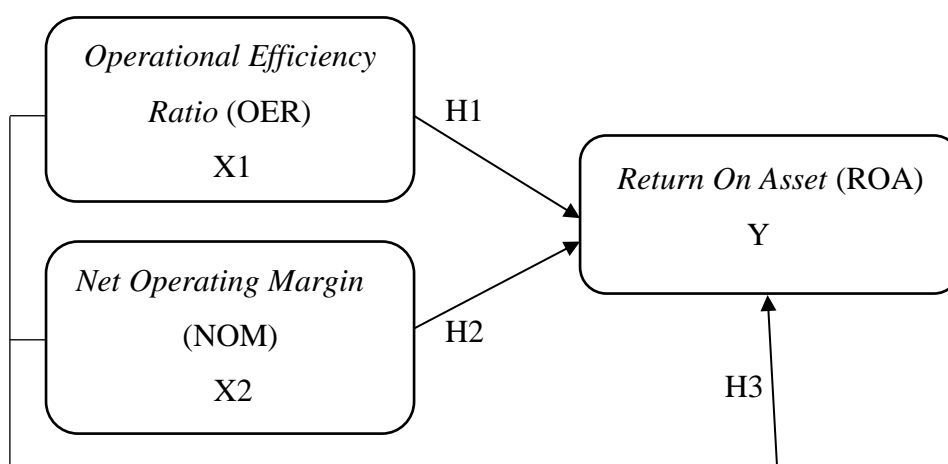 Operational Efficiency
Ratio (OER)
X1
H1
Return On Asset (ROA)
Y
Net Operating Margin
(NOM)
X2
H2
H3